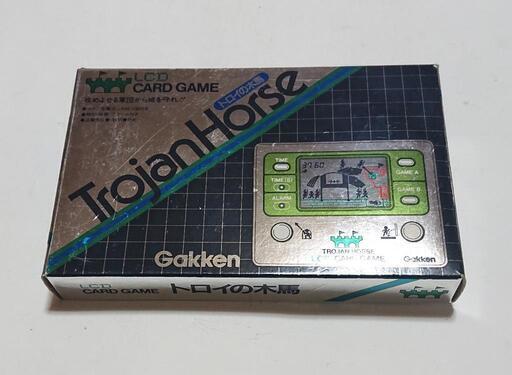 LCD
CARD GAME
攻めよせる軍団から城を守れ!!
トロイの木馬
Trojan Horse
TIME
TIME(S)
ALARM
GAME A
GAME B
TROJAN HORSE
LCD CARD GAME
Gakken
Gakken
LCD
CARD GAME
トロイの木馬